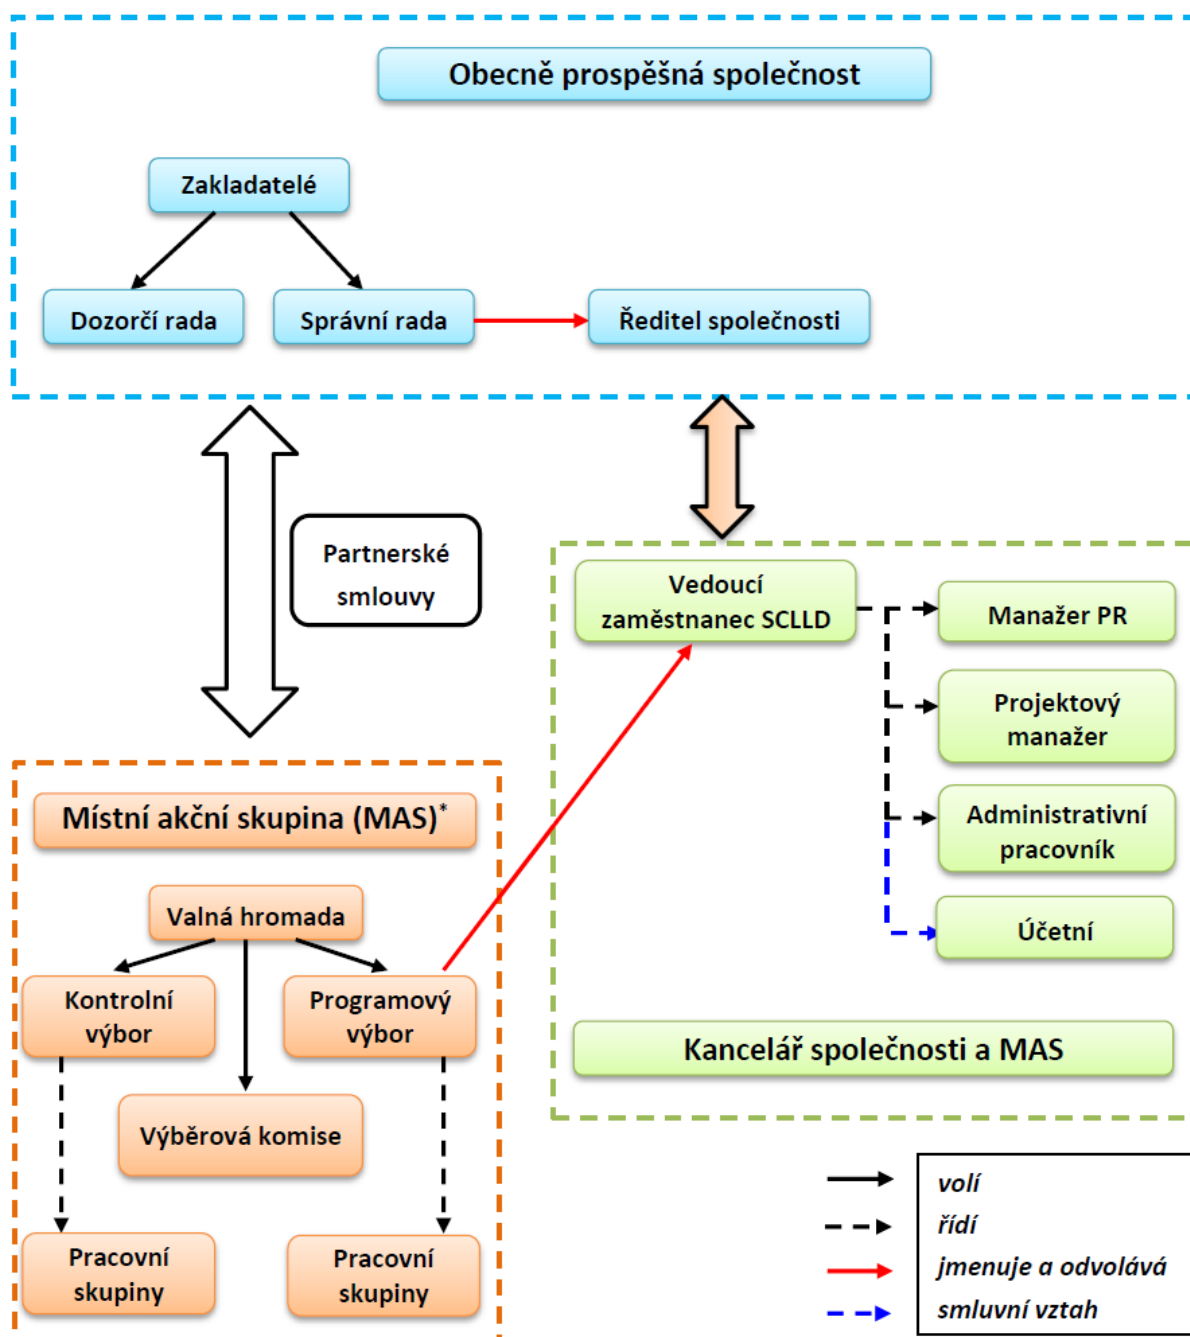 Obecně prospěšná společnost
Zakladatelé
Dozorčí rada
Správní rada
Ředitel společnosti
Partnerské
smlouvy
Vedoucí
zaměstnanec SCLLD
Manažer PR
Projektový
manažer
Administrativní
pracovník
Účetní
Kancelář společnosti a MAS
Místní akční skupina (MAS)*
Valná hromada
Kontrolní
výbor
Programový
výbor
Výběrová komise
Pracovní
skupiny
Pracovní
skupiny
volí
řídí
jmenuje a odvolává
smluvní vztah